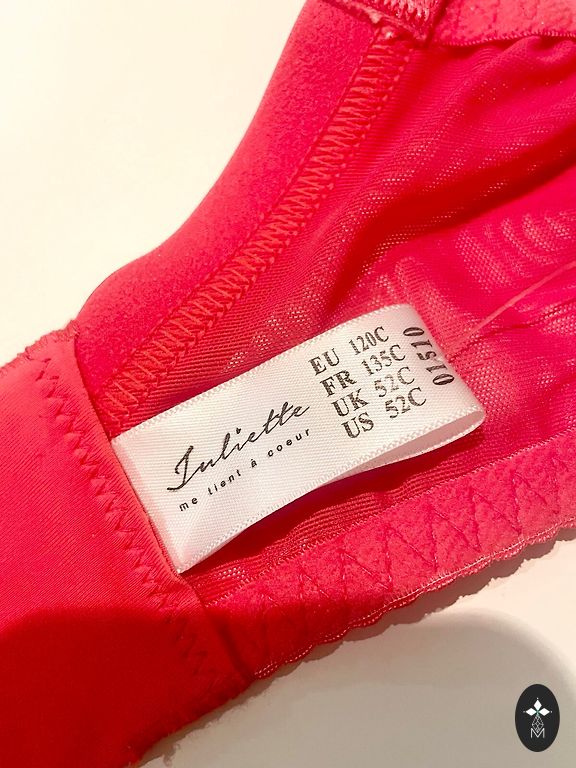 Juliette
me tient à coeur
EU 120C
FR 135C
UK 52C
US 52C
01510
M